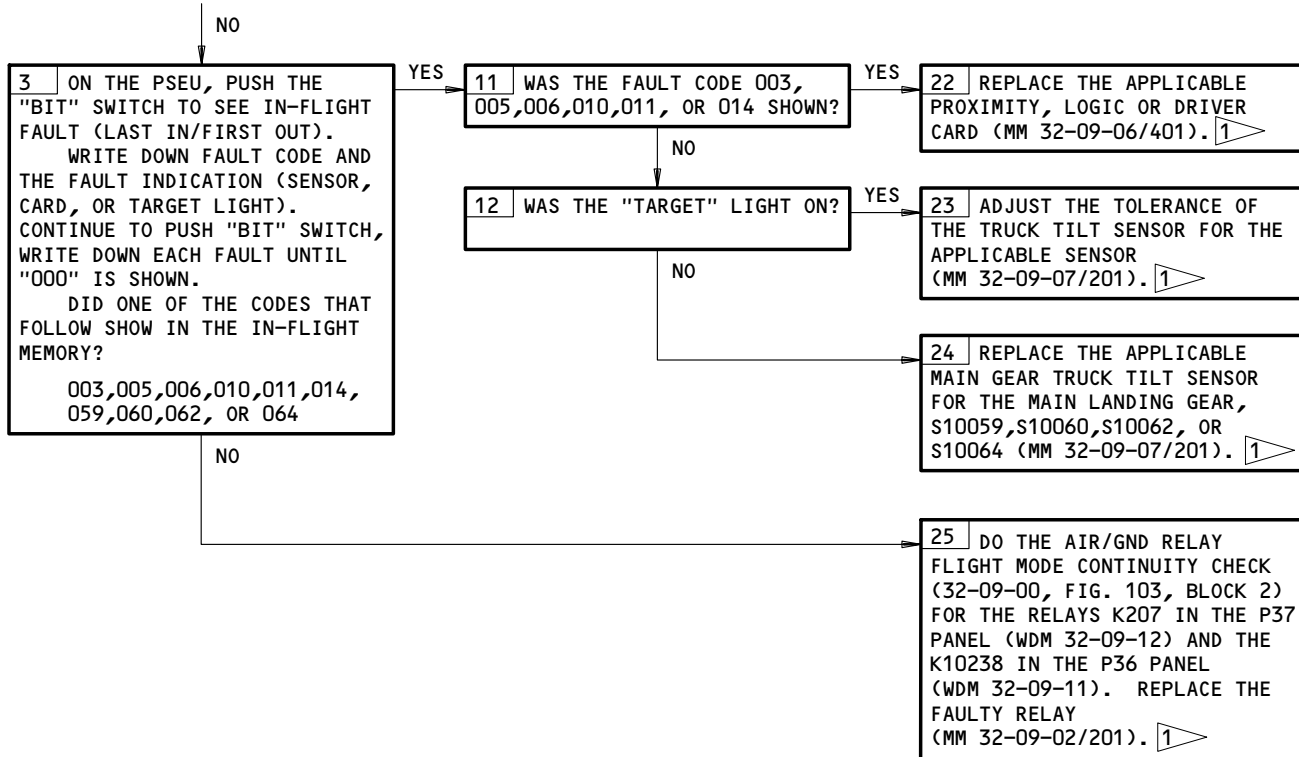 NO
3 ON THE PSEU, PUSH THE
"BIT" SWITCH TO SEE IN-FLIGHT
FAULT (LAST IN/FIRST OUT).
WRITE DOWN FAULT CODE AND
THE FAULT INDICATION (SENSOR,
CARD, OR TARGET LIGHT).
CONTINUE TO PUSH "BIT" SWITCH,
WRITE DOWN EACH FAULT UNTIL
"000" IS SHOWN.
DID ONE OF THE CODES THAT
FOLLOW SHOW IN THE IN-FLIGHT
MEMORY?
003,005,006,010,011,014,
059,060,062, OR 064
YES
11 WAS THE FAULT CODE 003,
005,006,010,011, OR 014 SHOWN?
YES
22 REPLACE THE APPLICABLE
PROXIMITY, LOGIC OR DRIVER
CARD (MM 32-09-06/401). 1
NO
12 WAS THE "TARGET" LIGHT ON?
YES
23 ADJUST THE TOLERANCE OF
THE TRUCK TILT SENSOR FOR THE
APPLICABLE SENSOR
(MM 32-09-07/201). 1
NO
24 REPLACE THE APPLICABLE
MAIN GEAR TRUCK TILT SENSOR
FOR THE MAIN LANDING GEAR,
S10059,S10060,S10062, OR
S10064 (MM 32-09-07/201). 1
NO
25 DO THE AIR/GND RELAY
FLIGHT MODE CONTINUITY CHECK
(32-09-00, FIG. 103, BLOCK 2)
FOR THE RELAYS K207 IN THE P37
PANEL (WDM 32-09-12) AND THE
K10238 IN THE P36 PANEL
(WDM 32-09-11). REPLACE THE
FAULTY RELAY
(MM 32-09-02/201). 1